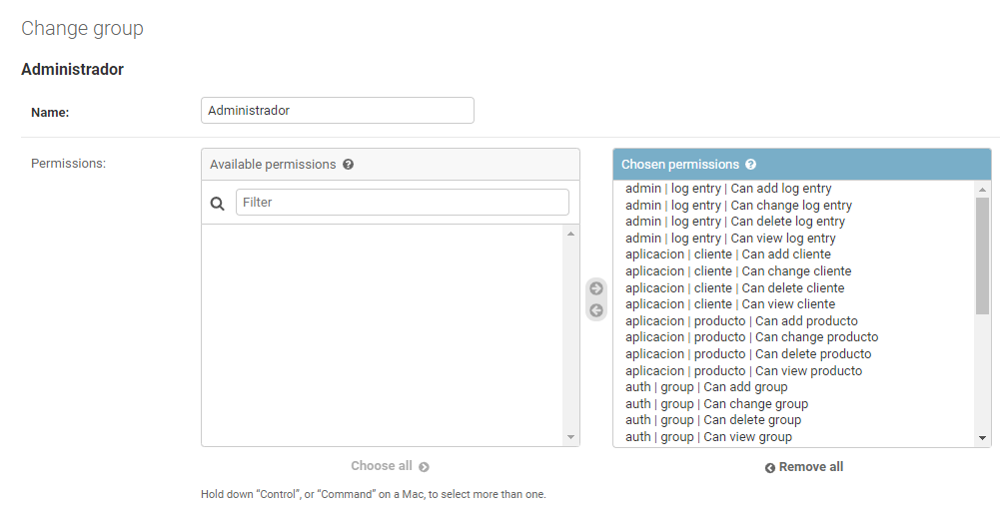 Change group
Administrador
Name:
Administrador
Permissions:
Available permissions ?
Filter
Choose all
Hold down “Control”, or “Command” on a Mac, to select more than one.
Chosen permissions ?
admin | log entry | Can add log entry
admin | log entry | Can change log entry
admin | log entry | Can delete log entry
admin | log entry | Can view log entry
aplicacion | cliente | Can add cliente
aplicacion | cliente | Can change cliente
aplicacion | cliente | Can delete cliente
aplicacion | cliente | Can view cliente
aplicacion | producto | Can add producto
aplicacion | producto | Can change producto
aplicacion | producto | Can delete producto
aplicacion | producto | Can view producto
auth | group | Can add group
auth | group | Can change group
auth | group | Can delete group
auth | group | Can view group
Remove all